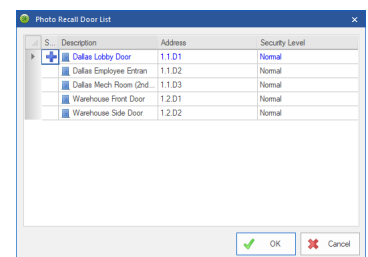 Photo Recall Door List
S... Description Address Security Level
Dallas Lobby Door 1.1.D1 Normal
Dallas Employee Entran 1.1.D2 Normal
Dallas Mech Room (2nd... 1.1.D3 Normal
Warehouse Front Door 1.2.D1 Normal
Warehouse Side Door 1.2.D2 Normal
OK Cancel